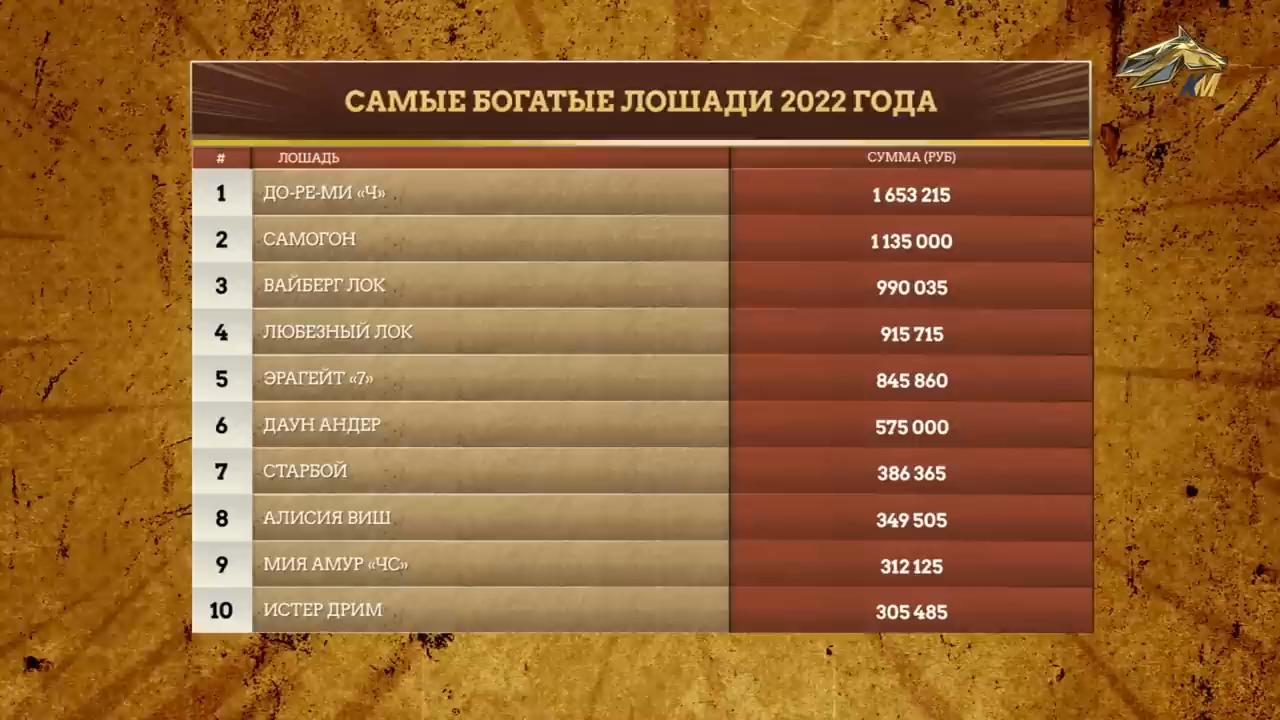 САМЫЕ БОГАТЫЕ ЛОШАДИ 2022 ГОДА
# ЛОШАДЬ СУММА (РУБ)
1 ДО-РЕ-МИ «Ч» 1 653 215
2 САМОГОН 1 135 000
3 ВАЙБЕРГ ЛОК 990 035
4 ЛЮБЕЗНЫЙ ЛОК 915 715
5 ЭРАГЕЙТ «7» 845 860
6 ДАУН АНДЕР 575 000
7 СТАРБОЙ 386 365
8 АЛИСИЯ ВИШ 349 505
9 МИЯ АМУР «ЧС» 312 125
10 ИСТЕР ДРИМ 305 485
КМ